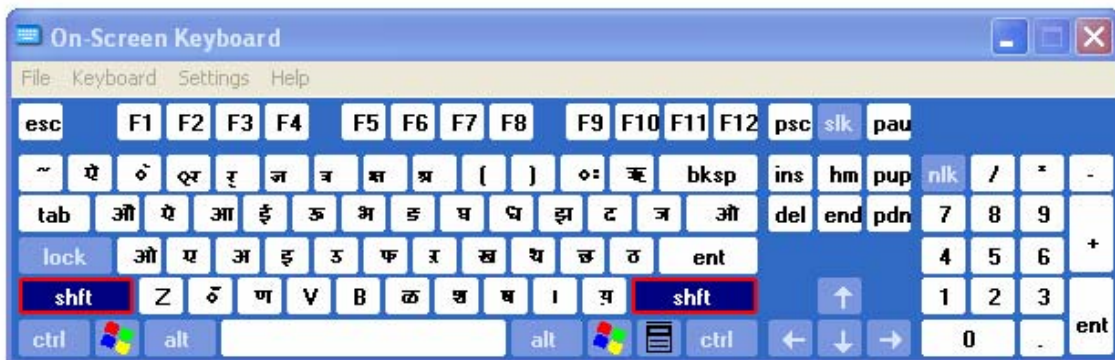 On-Screen Keyboard
File Keyboard Settings Help
esc F1 F2 F3 F4 F5 F6 F7 F8 F9 F10 F11 F12 psc slk pau
~ ऐ ( ) ः ऋ bksp ins hm pup nlk / * -
tab औ ऐ आ ई ऊ भ ङ घ ध झ ढ ञ ऑ del end pdn 7 8 9 +
lock ओ ए अ इ उ फ ऱ ख थ छ ठ ent 4 5 6
shft Z ण V B ळ श ष । य़ shft ↑ 1 2 3 ent
ctrl alt alt ctrl ← ↓ → 0 .